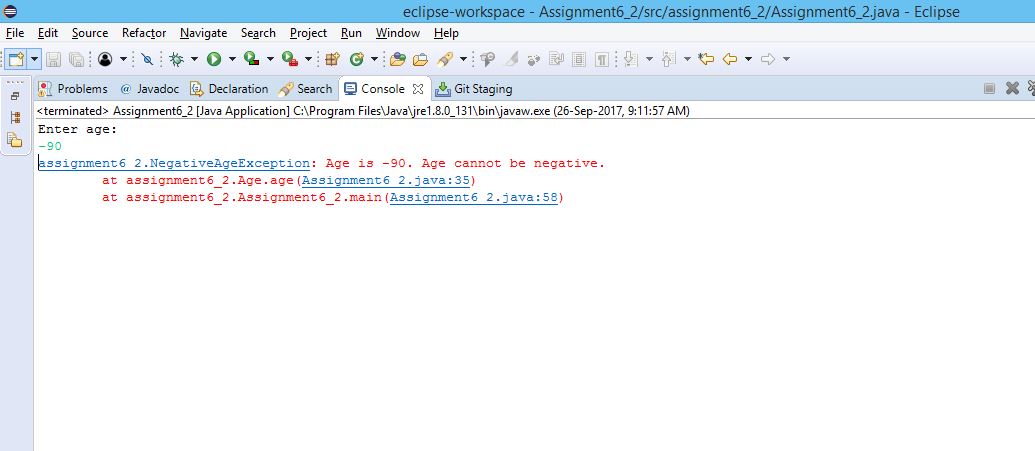 eclipse-workspace - Assignment6_2/src/assignment6_2/Assignment6_2.java - Eclipse
File Edit Source Refactor Navigate Search Project Run Window Help
Problems @ Javadoc Declaration Search Console Git Staging
<terminated> Assignment6_2 [Java Application] C:\Program Files\Java\jre1.8.0_131\bin\javaw.exe (26-Sep-2017, 9:11:57 AM)
Enter age:
-90
assignment6_2.NegativeAgeException: Age is -90. Age cannot be negative.
at assignment6_2.Age.age(Assignment6_2.java:35)
at assignment6_2.Assignment6_2.main(Assignment6_2.java:58)